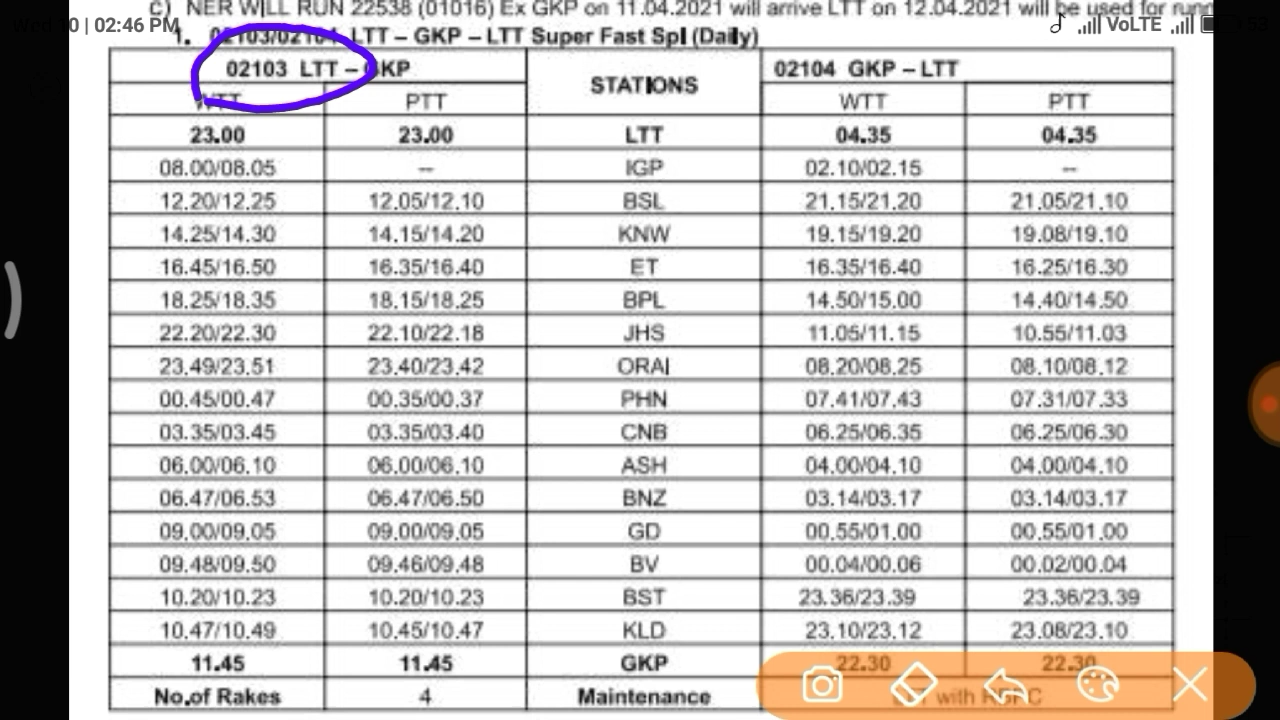 c) NER WILL RUN 22538 (01016) Ex GKP on 11.04.2021 will arrive LTT on 12.04.2021 will be used for runn
Wed 10 | 02:46 PM VoLTE 52
1. 02103/02104 LTT – GKP – LTT Super Fast Spl (Daily)
02103 LTT – GKP STATIONS 02104 GKP – LTT
WTT PTT WTT PTT
23.00 23.00 LTT 04.35 04.35
08.00/08.05 -- IGP 02.10/02.15 --
12.20/12.25 12.05/12.10 BSL 21.15/21.20 21.05/21.10
14.25/14.30 14.15/14.20 KNW 19.15/19.20 19.08/19.10
16.45/16.50 16.35/16.40 ET 16.35/16.40 16.25/16.30
18.25/18.35 18.15/18.25 BPL 14.50/15.00 14.40/14.50
22.20/22.30 22.10/22.18 JHS 11.05/11.15 10.55/11.03
23.49/23.51 23.40/23.42 ORAI 08.20/08.25 08.10/08.12
00.45/00.47 00.35/00.37 PHN 07.41/07.43 07.31/07.33
03.35/03.45 03.35/03.40 CNB 06.25/06.35 06.25/06.30
06.00/06.10 06.00/06.10 ASH 04.00/04.10 04.00/04.10
06.47/06.53 06.47/06.50 BNZ 03.14/03.17 03.14/03.17
09.00/09.05 09.00/09.05 GD 00.55/01.00 00.55/01.00
09.48/09.50 09.46/09.48 BV 00.04/00.06 00.02/00.04
10.20/10.23 10.20/10.23 BST 23.36/23.39 23.36/23.39
10.47/10.49 10.45/10.47 KLD 23.10/23.12 23.08/23.10
11.45 11.45 GKP 22.30 22.30
No.of Rakes 4 Maintenance with